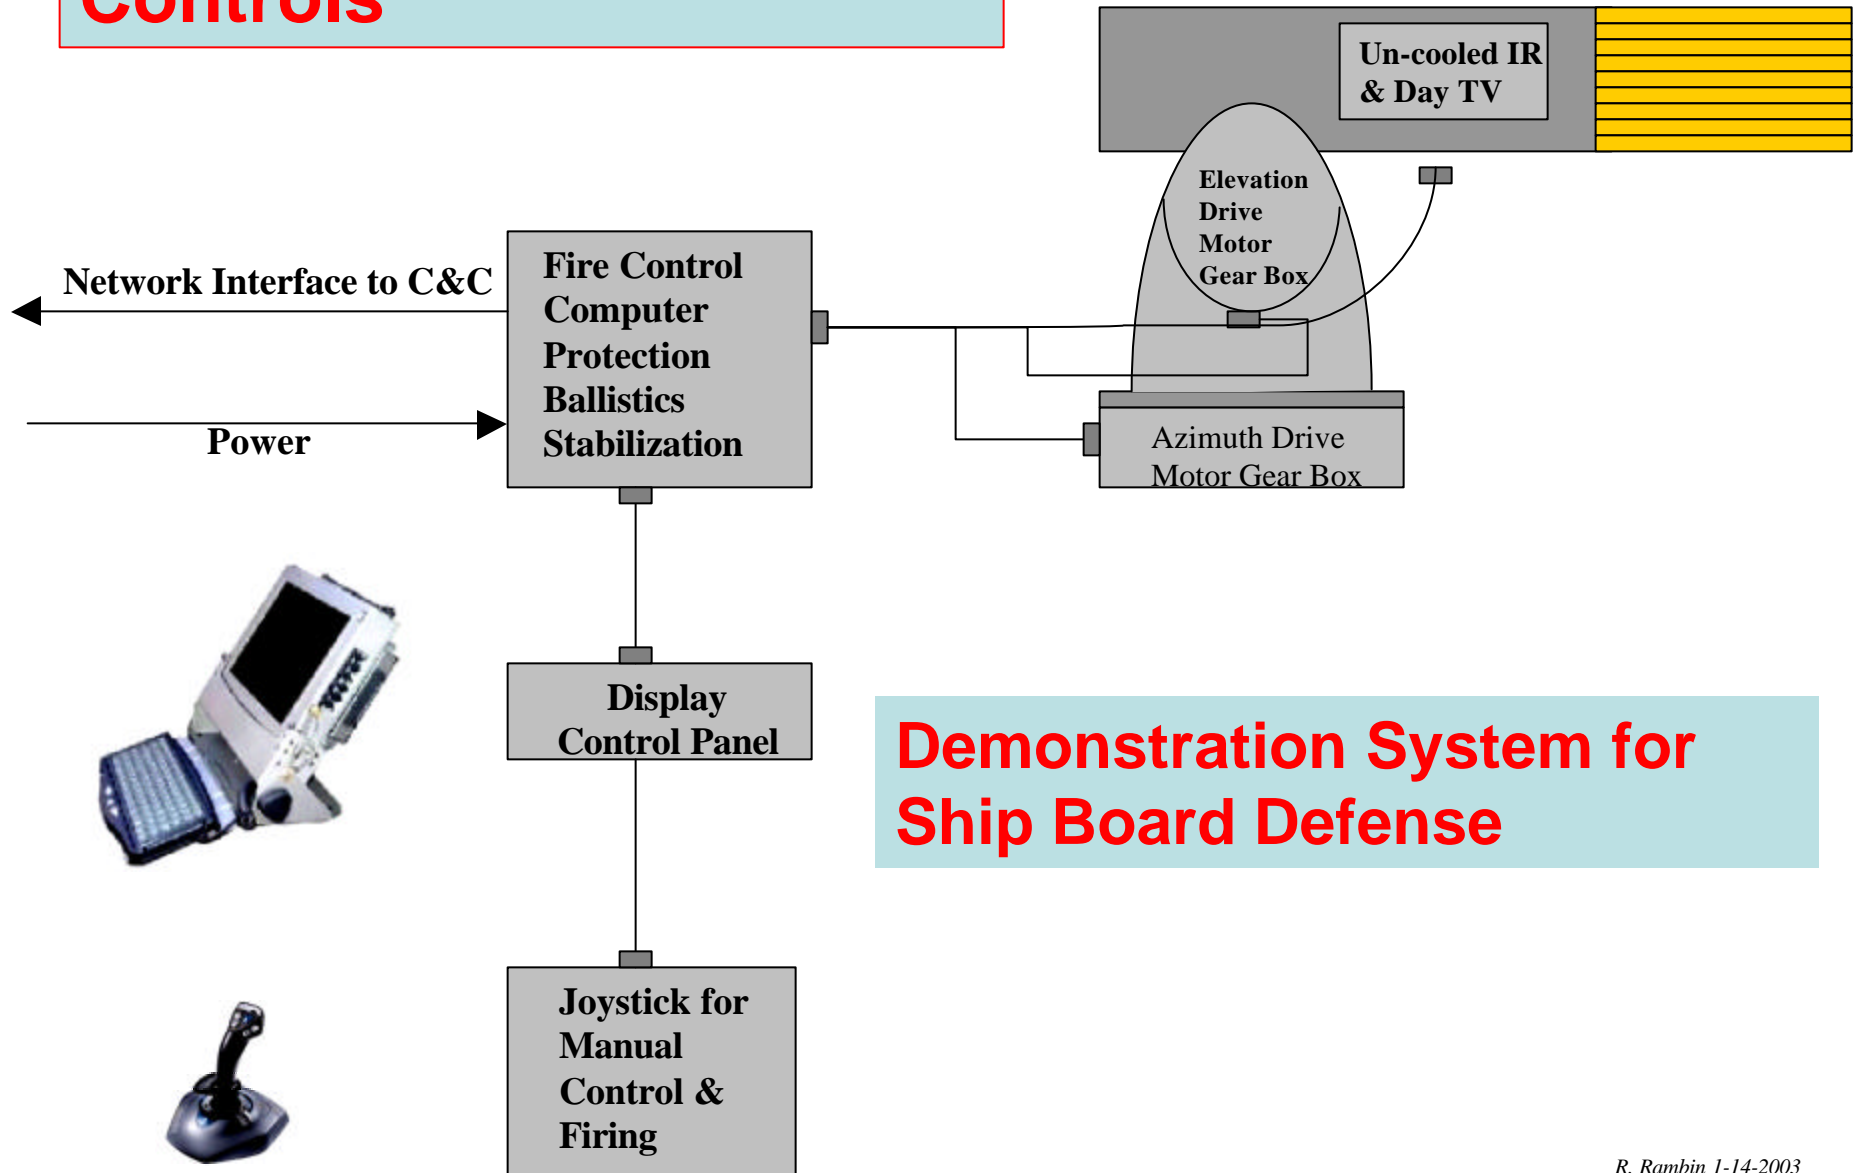 Controls
Un-cooled IR
& Day TV
Elevation
Drive
Motor
Gear Box
Network Interface to C&C
Fire Control
Computer
Protection
Ballistics
Stabilization
Power
Azimuth Drive
Motor Gear Box
Display
Control Panel
Demonstration System for
Ship Board Defense
Joystick for
Manual
Control &
Firing
R. Rambin 1-14-2003